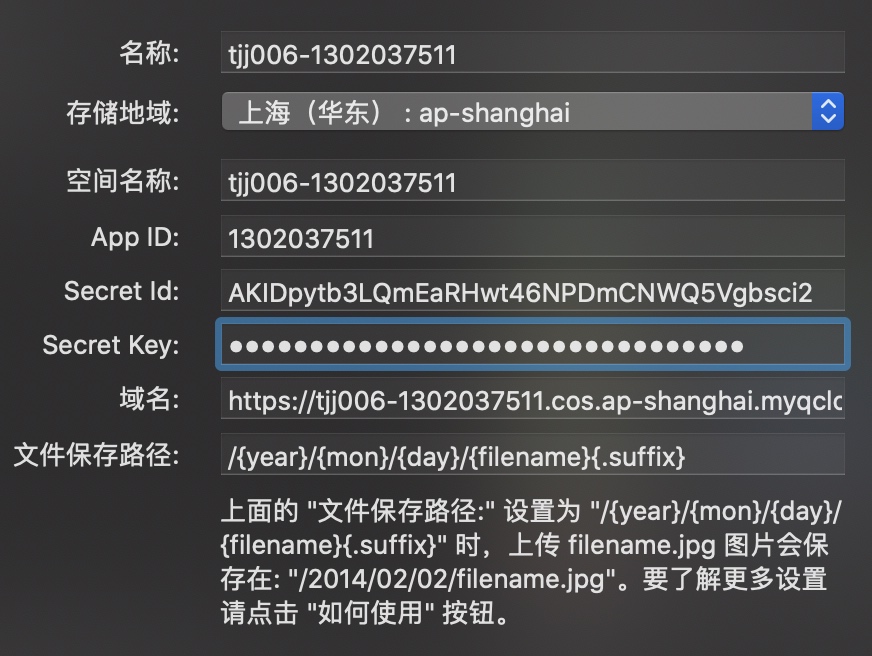 名称: tjj006-1302037511
存储地域: 上海（华东） : ap-shanghai
空间名称: tjj006-1302037511
App ID: 1302037511
Secret Id: AKIDpytb3LQmEaRHwt46NPDmCNWQ5Vgbsci2
Secret Key: ••••••••••••••••••••••••••••••••
域名: https://tjj006-1302037511.cos.ap-shanghai.myqclo
文件保存路径: /{year}/{mon}/{day}/{filename}{.suffix}
上面的 "文件保存路径:" 设置为 "/{year}/{mon}/{day}/
{filename}{.suffix}" 时，上传 filename.jpg 图片会保
存在: "/2014/02/02/filename.jpg"。要了解更多设置
请点击 "如何使用" 按钮。